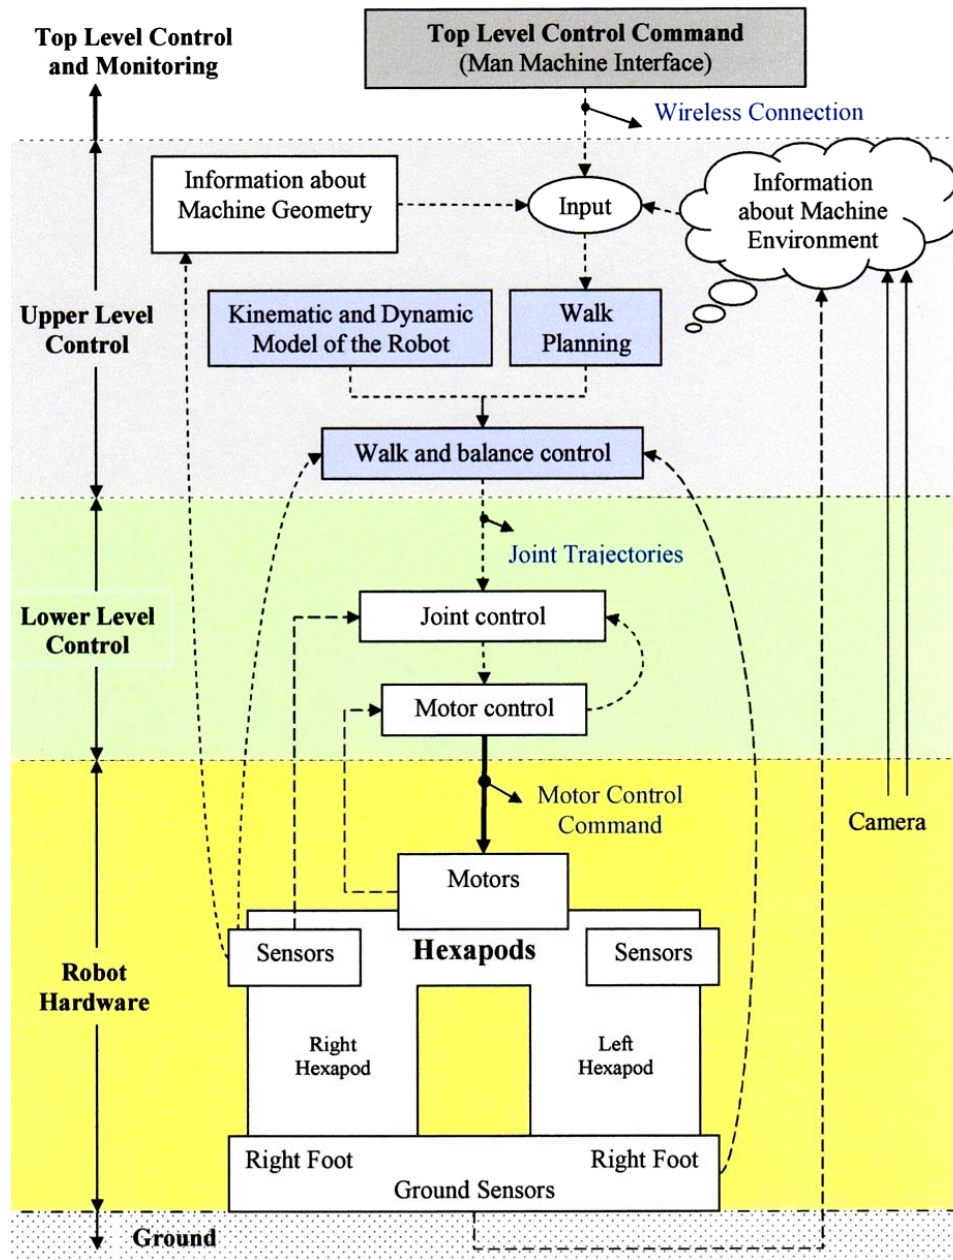 Top Level Control
and Monitoring
Top Level Control Command
(Man Machine Interface)
Wireless Connection
Information about
Machine Geometry
Input
Information
about Machine
Environment
Upper Level
Control
Kinematic and Dynamic
Model of the Robot
Walk
Planning
Walk and balance control
Joint Trajectories
Lower Level
Control
Joint control
Motor control
Motor Control
Command
Camera
Motors
Sensors
Hexapods
Sensors
Robot
Hardware
Right
Hexapod
Left
Hexapod
Right Foot
Right Foot
Ground Sensors
Ground